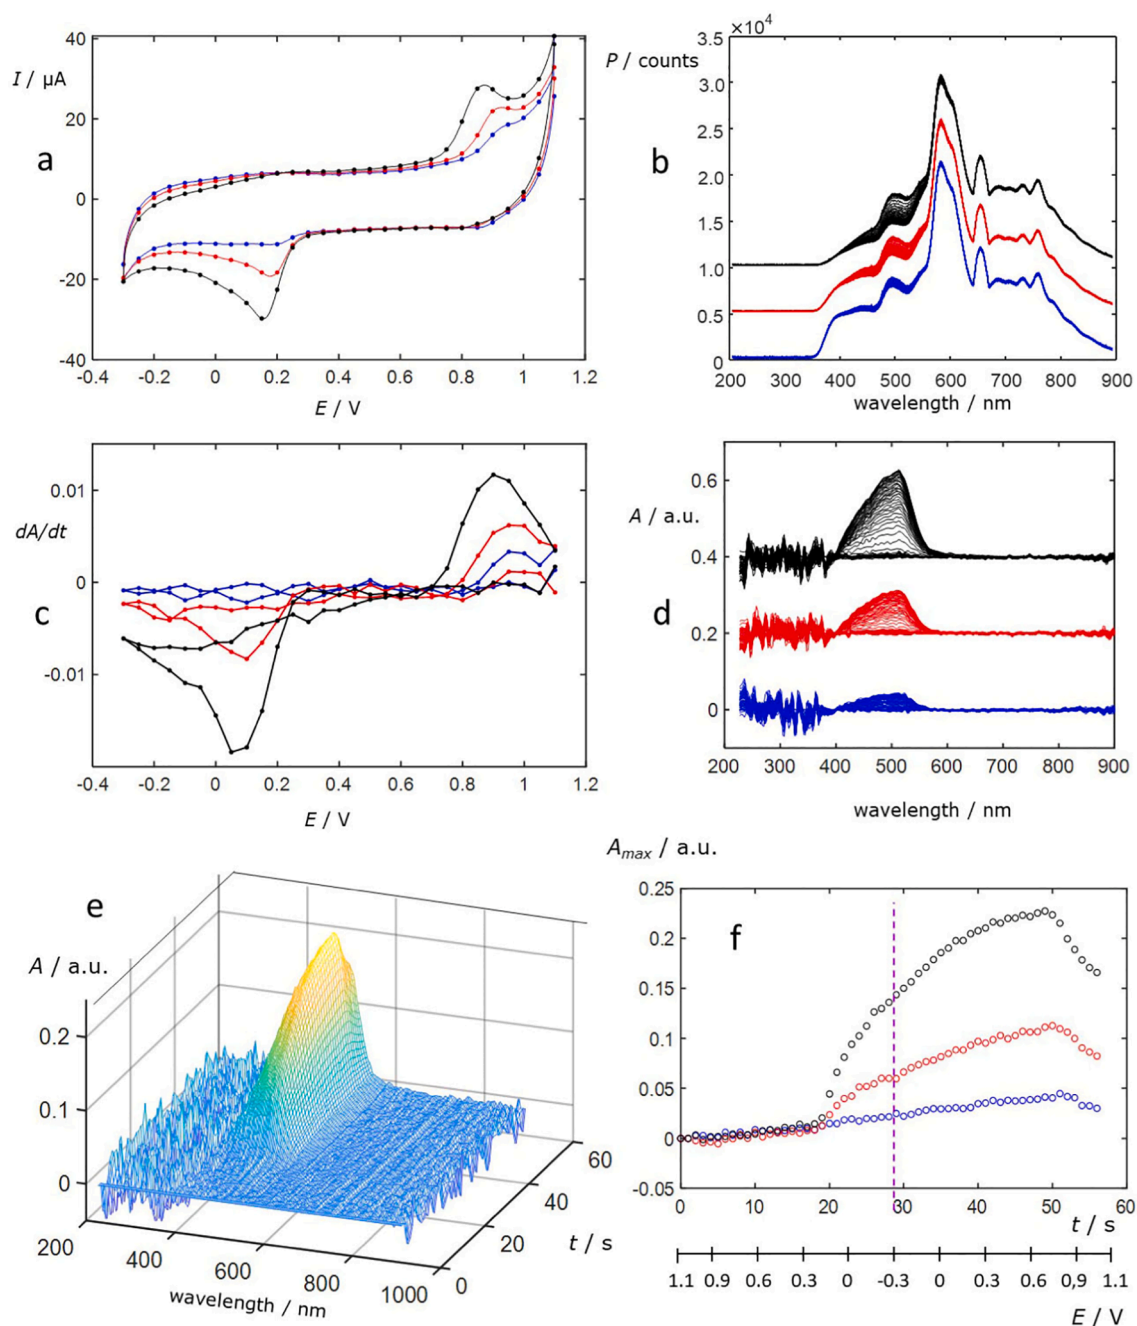 a
I / μA
40
20
0
-20
-40
-0.4 -0.2 0 0.2 0.4 0.6 0.8 1 1.2
E / V
b
×10⁴
P / counts
3.5
3.0
2.5
2.0
1.5
1.0
0.5
0
200 300 400 500 600 700 800 900
wavelength / nm
c
dA/dt
0.01
0
-0.01
-0.4 -0.2 0 0.2 0.4 0.6 0.8 1 1.2
E / V
d
A / a.u.
0.6
0.4
0.2
0
200 300 400 500 600 700 800 900
wavelength / nm
e
A / a.u.
0.2
0.1
0
200 400 600 800 1000
wavelength / nm
0 20 40 60
t / s
f
Amax / a.u.
0.25
0.2
0.15
0.1
0.05
0
-0.05
0 10 20 30 40 50 60
t / s
1.1 0.9 0.6 0.3 0 -0.3 0 0.3 0.6 0,9 1.1
E / V